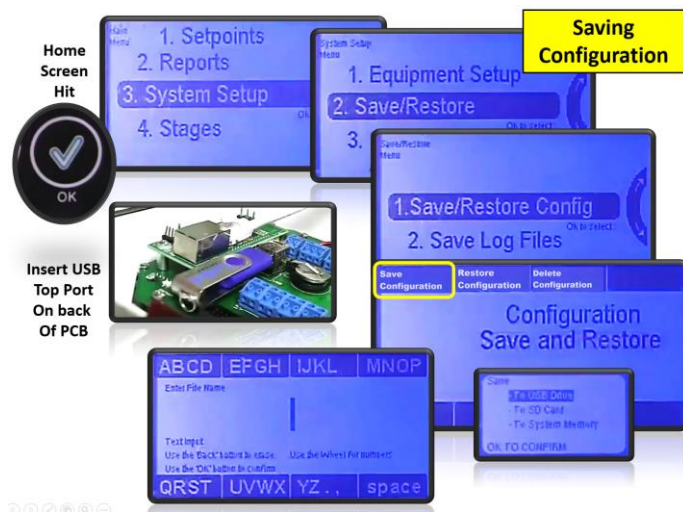 Saving
Configuration
Home
Screen
Hit
OK
Main
Menu
1. Setpoints
2. Reports
3. System Setup
4. Stages
System Setup
Menu
1. Equipment Setup
2. Save/Restore
3.
Ok to select
Save/Restore
Menu
1.Save/Restore Config
Ok to select
2. Save Log Files
Insert USB
Top Port
On back
Of PCB
Save
Configuration
Restore
Configuration
Delete
Configuration
Configuration
Save and Restore
ABCD EFGH IJKL MNOP
Enter File Name
Text Input
Use the 'Back' button to erase. Use the Wheel for numbers
Use the 'OK' button to confirm
QRST UVWX YZ . , space
Save
-To USB Drive
-To SD Card
-To System Memory
OK TO CONFIRM